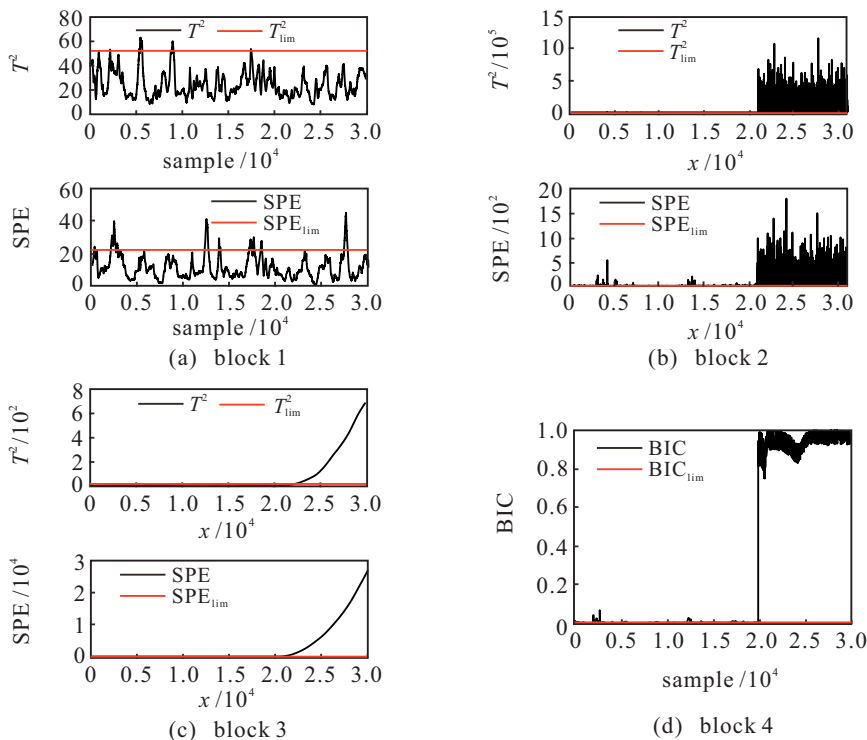 T² T²lim
T²
80
60
40
20
0
0 0.5 1.0 1.5 2.0 2.5 3.0
sample /10⁴
SPE
SPElim
SPE
60
40
20
0
0 0.5 1.0 1.5 2.0 2.5 3.0
sample /10⁴
(a) block 1
T²
T²lim
T² /10⁵
15
10
5
0
0 0.5 1.0 1.5 2.0 2.5 3.0
x /10⁴
SPE
SPElim
SPE /10²
20
15
10
5
0
0 0.5 1.0 1.5 2.0 2.5 3.0
x /10⁴
(b) block 2
T² T²lim
T² /10²
8
6
4
2
0
0 0.5 1.0 1.5 2.0 2.5 3.0
x /10⁴
SPE
SPElim
SPE /10⁴
3
2
1
0
0 0.5 1.0 1.5 2.0 2.5 3.0
x /10⁴
(c) block 3
BIC
BIClim
BIC
1.0
0.8
0.6
0.4
0.2
0
0 0.5 1.0 1.5 2.0 2.5 3.0
sample /10⁴
(d) block 4